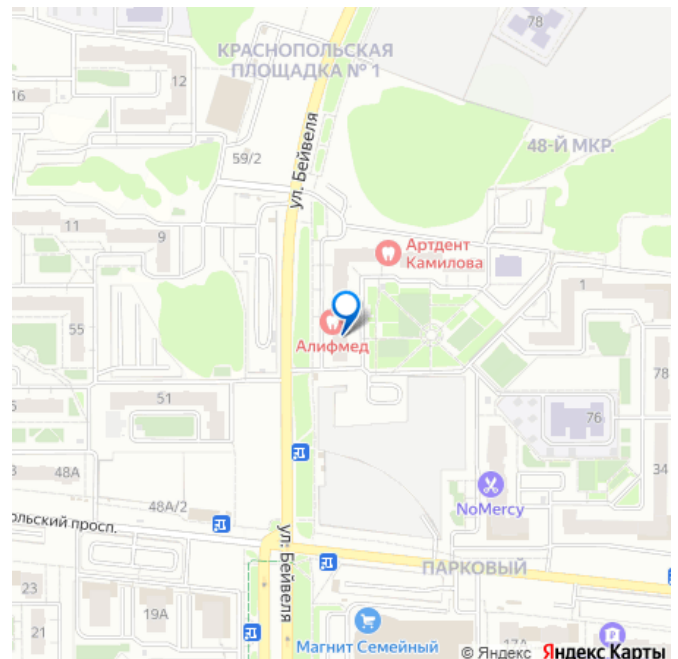 78
КРАСНОПОЛЬСКАЯ
ПЛОЩАДКА № 1
12
16
ул. Бейвеля
59/2
48-Й МКР.
11
9
Артдент
Камилова
1
55
Алифмед
78
51
76
48А
34
NoMercy
48А/2
ольский просп.
ул. Бейвеля
ПАРКОВЫЙ
23
19А
21
Магнит Семейный
17А
© Яндекс Яндекс Карты